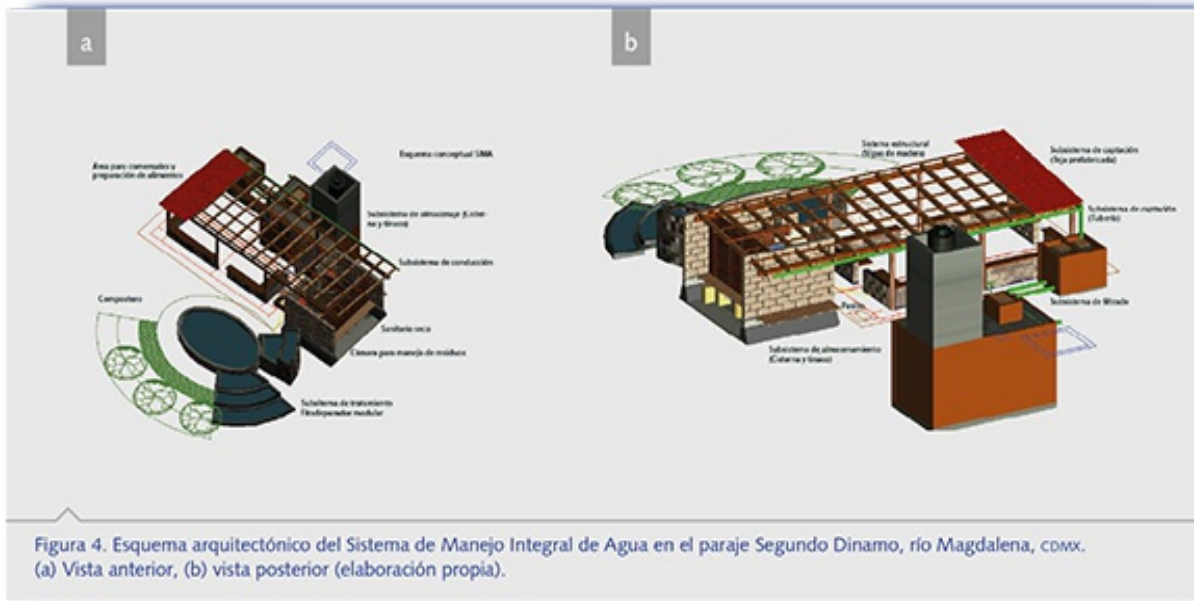 a
Área para comensales y
preparación de alimentos
Esquema conceptual SIMA
Subsistema de almacenaje (Cister-
na y tinaco)
Subsistema de conducción
Compostero
Sanitario seco
Cámara para manejo de residuos
Subsistema de tratamiento
Fitodepurador modular
b
Sistema estructural
(Vigas de madera)
Subsistema de captación
(Teja prefabricada)
Subsistema de captación
(Tubería)
Subsistema de filtrado
Subsistema de almacenamiento
(Cisterna y tinaco)
Figura 4. Esquema arquitectónico del Sistema de Manejo Integral de Agua en el paraje Segundo Dinamo, río Magdalena, CDMX.
(a) Vista anterior, (b) vista posterior (elaboración propia).